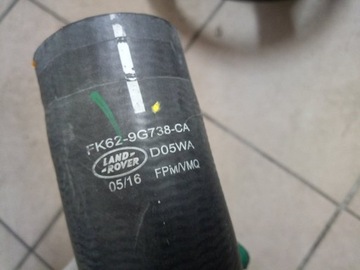 FK62-9G738-CA
LAND-
ROVER
D05WA
05/16
FPM/VMQ